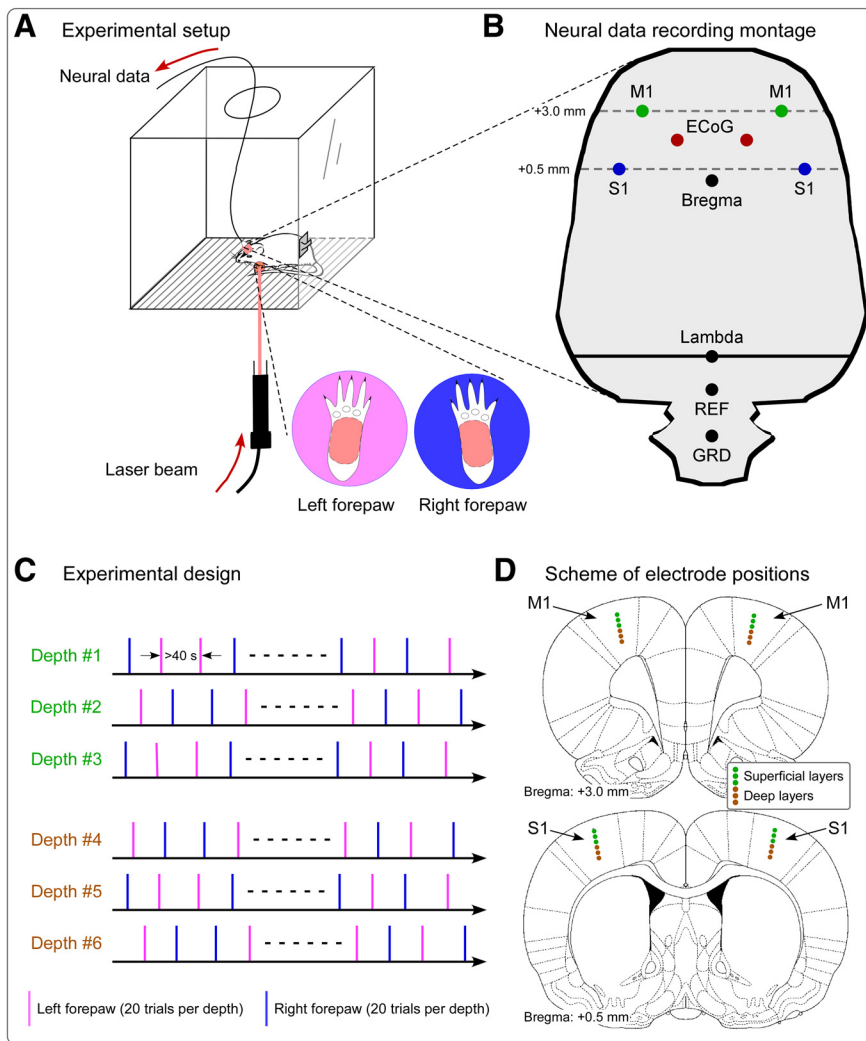 A Experimental setup
Neural data
Laser beam
Left forepaw
Right forepaw
B Neural data recording montage
M1
M1
+3.0 mm
ECoG
+0.5 mm
S1
S1
Bregma
Lambda
REF
GRD
C Experimental design
Depth #1
>40 s
Depth #2
Depth #3
Depth #4
Depth #5
Depth #6
Left forepaw (20 trials per depth)
Right forepaw (20 trials per depth)
D Scheme of electrode positions
M1
M1
Bregma: +3.0 mm
Superficial layers
Deep layers
S1
S1
Bregma: +0.5 mm